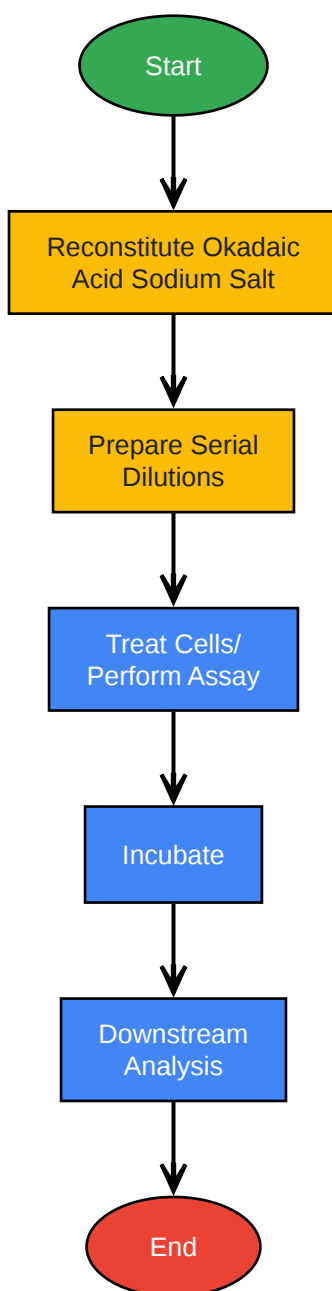 Start
Reconstitute Okadaic
Acid Sodium Salt
Prepare Serial
Dilutions
Treat Cells/
Perform Assay
Incubate
Downstream
Analysis
End